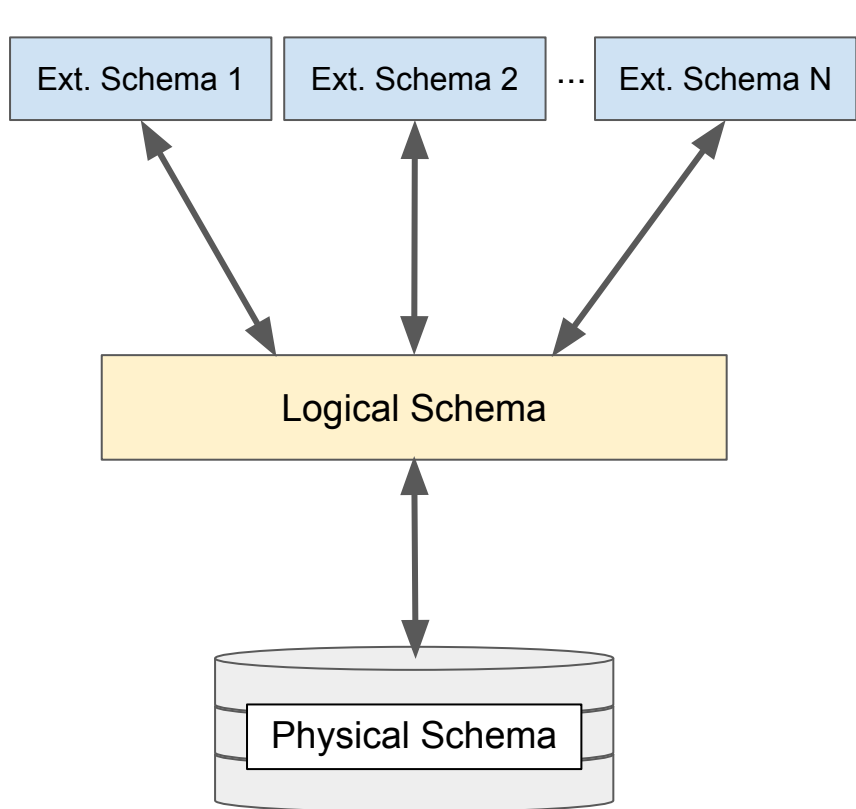 Ext. Schema 1
Ext. Schema 2
...
Ext. Schema N
Logical Schema
Physical Schema